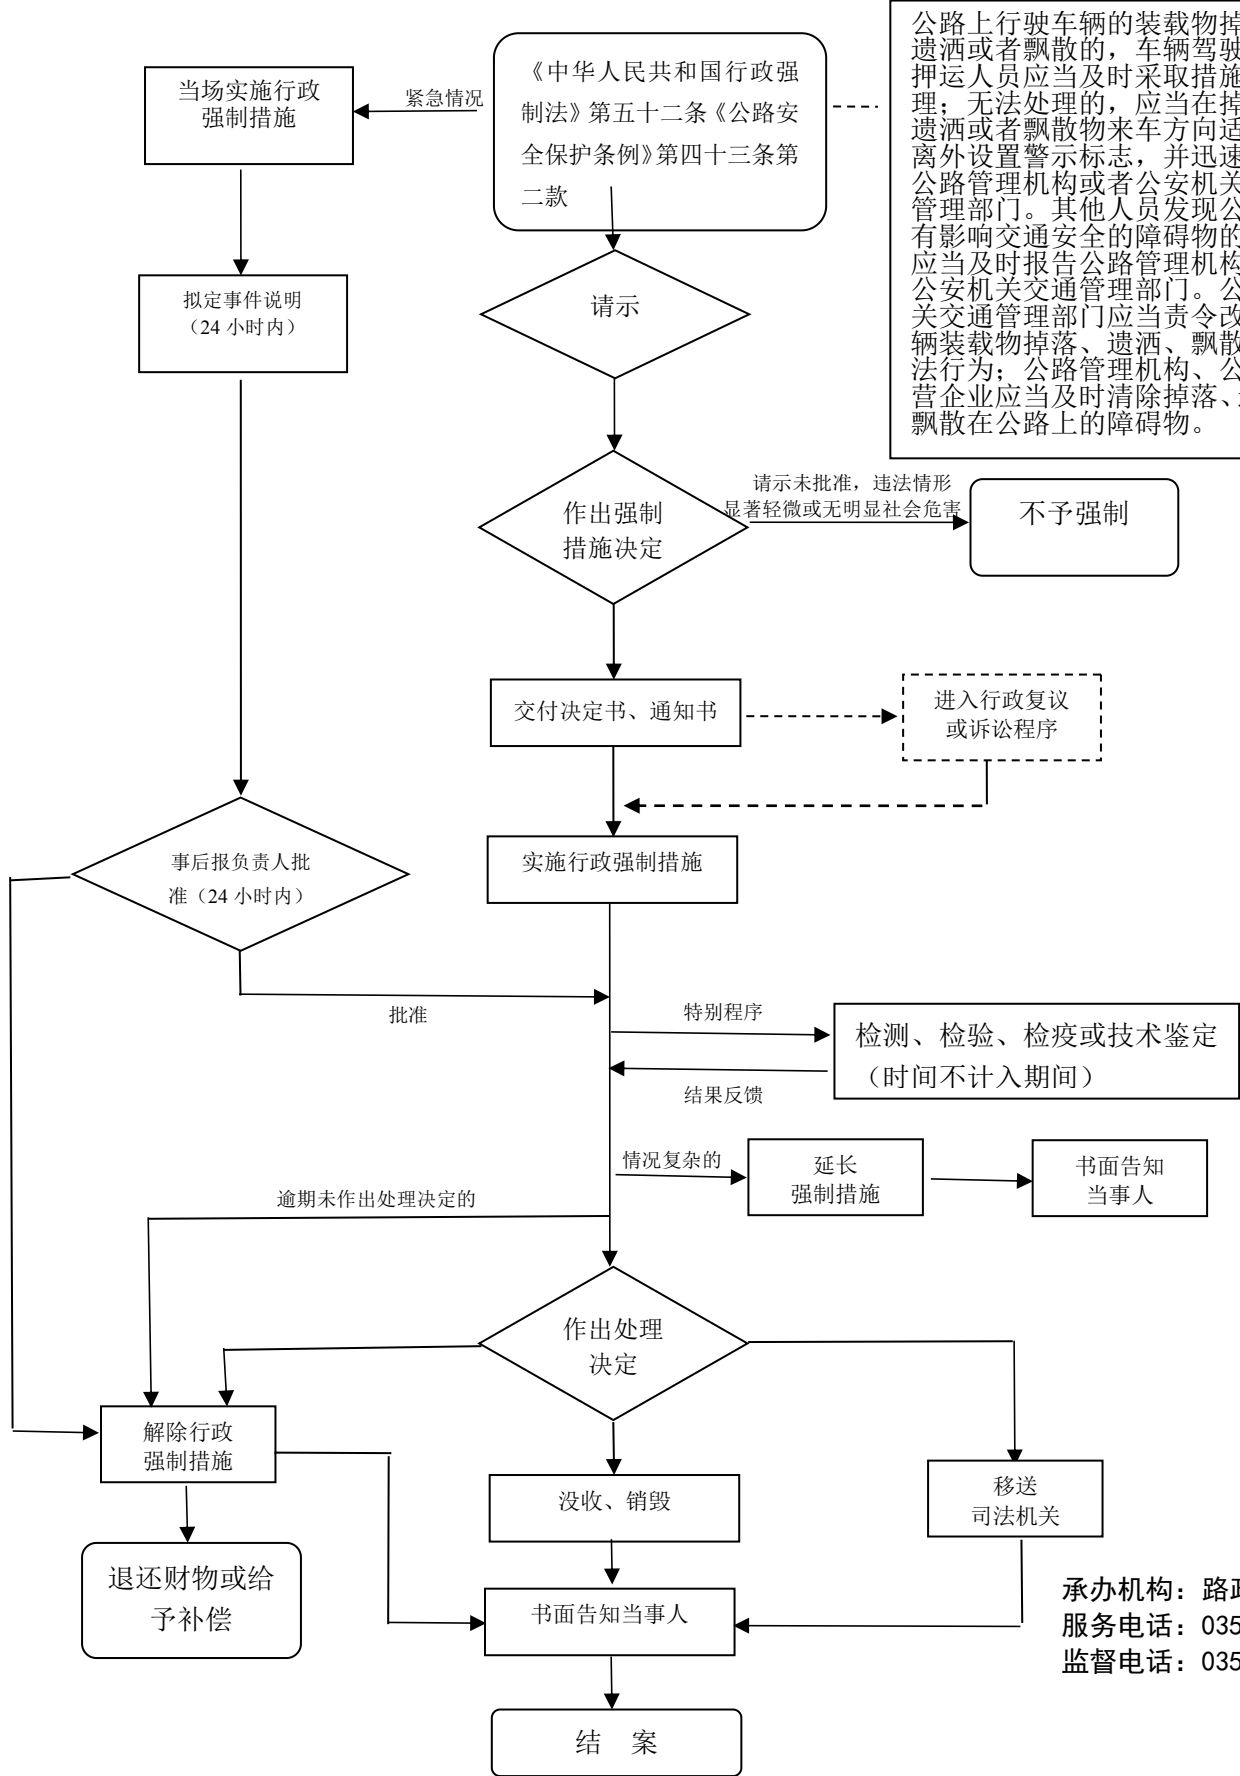 公路上行驶车辆的装载物掉
遗洒或者飘散的，车辆驾驶
押运人员应当及时采取措施
理；无法处理的，应当在掉
遗洒或者飘散物来车方向适
离外设置警示标志，并迅速
公路管理机构或者公安机关
管理部门。其他人员发现公
有影响交通安全的障碍物的
应当及时报告公路管理机构
公安机关交通管理部门。公
关交通管理部门应当责令改
辆装载物掉落、遗洒、飘散
法行为；公路管理机构、公
营企业应当及时清除掉落、
飘散在公路上的障碍物。
《中华人民共和国行政强
制法》第五十二条《公路安
全保护条例》第四十三条第
二款
紧急情况
当场实施行政
强制措施
拟定事件说明
（24 小时内）
请示
作出强制
措施决定
请示未批准，违法情形
显著轻微或无明显社会危害
不予强制
交付决定书、通知书
进入行政复议
或诉讼程序
事后报负责人批
准（24 小时内）
实施行政强制措施
批准
特别程序
检测、检验、检疫或技术鉴定
（时间不计入期间）
结果反馈
情况复杂的
延长
强制措施
书面告知
当事人
逾期未作出处理决定的
作出处理
决定
解除行政
强制措施
没收、销毁
移送
司法机关
退还财物或给
予补偿
书面告知当事人
承办机构：路政
服务电话：035
监督电话：035
结 案